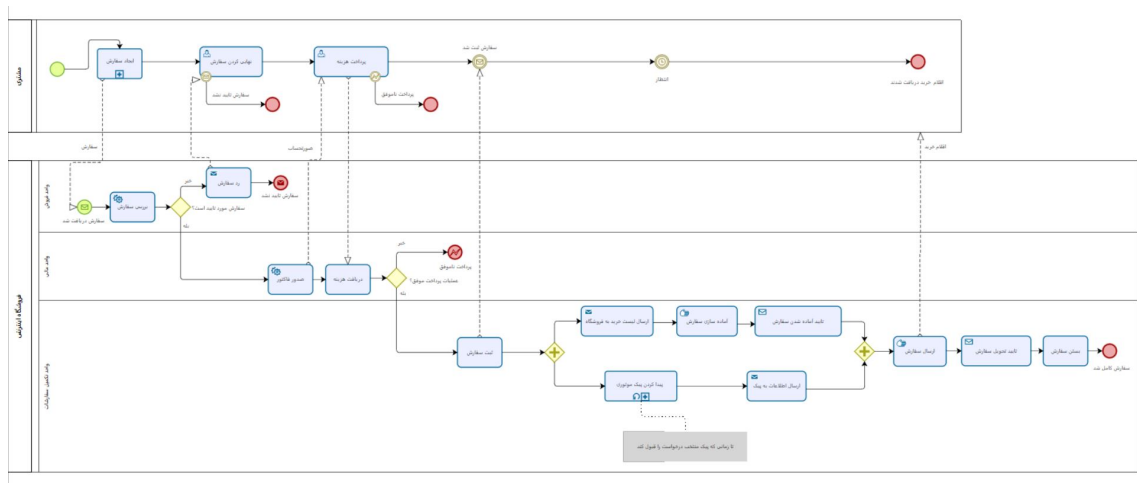 مشتری
ایجاد سفارش
نهایی کردن سفارش
پرداخت هزینه
سفارش ثبت شد
انتظار
اقلام خرید دریافت شدند
سفارش تایید نشد
پرداخت ناموفق
سفارش
صورتحساب
اقلام خرید
فروشگاه اینترنتی
واحد فروش
سفارش دریافت شد
بررسی سفارش
خیر
سفارش مورد تایید است؟
بله
رد سفارش
سفارش تایید نشد
واحد مالی
صدور فاکتور
دریافت هزینه
خیر
عملیات پرداخت موفق؟
بله
پرداخت ناموفق
واحد تکمیل سفارشات
ثبت سفارش
ارسال لیست خرید به فروشگاه
آماده سازی سفارش
تایید آماده شدن سفارش
پیدا کردن پیک موتوری
ارسال اطلاعات به پیک
ارسال سفارش
تایید تحویل سفارش
بستن سفارش
سفارش کامل شد
تا زمانی که پیک منتخب درخواست را قبول کند